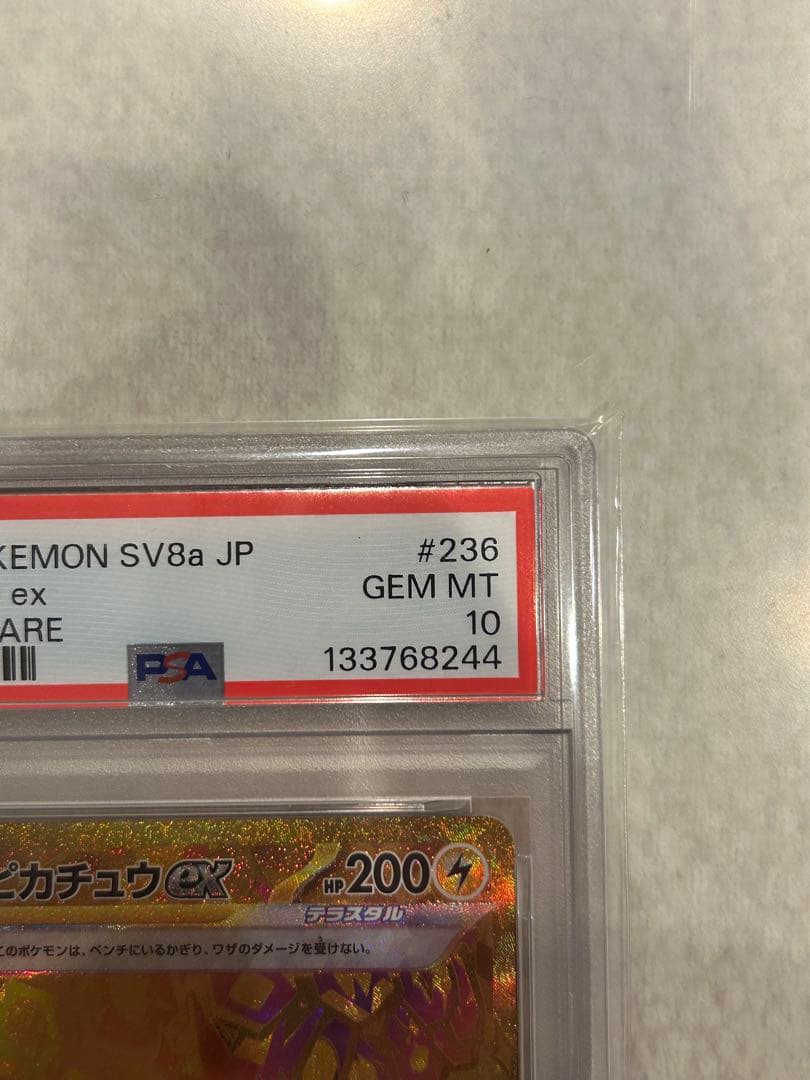 KEMON SV8a JP #236
ex GEM MT
ARE 10
PSA 133768244
ピカチュウex HP200
テラスタル
このポケモンは、ベンチにいるかぎり、ワザのダメージを受けない。